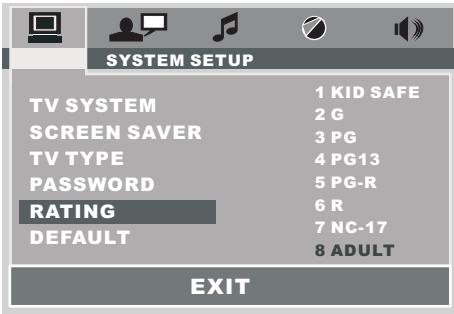 SYSTEM SETUP
TV SYSTEM
SCREEN SAVER
TV TYPE
PASSWORD
RATING
DEFAULT
1 KID SAFE
2 G
3 PG
4 PG13
5 PG-R
6 R
7 NC-17
8 ADULT
EXIT